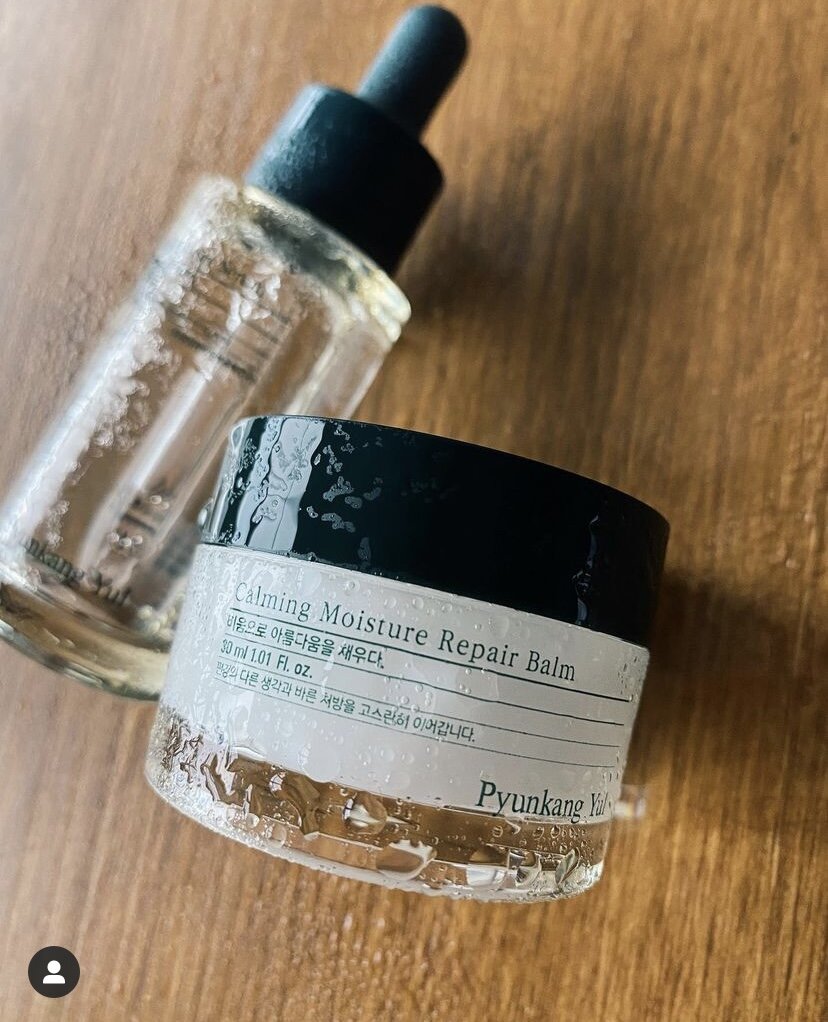 Calming Moisture Repair Balm
비움으로 아름다움을 채우다.
30 ml 1.01 Fl. oz.
편강의 다른 생각과 바른 처방을 고스란히 이어갑니다.
Pyunkang Yul
Pyunkang Yul